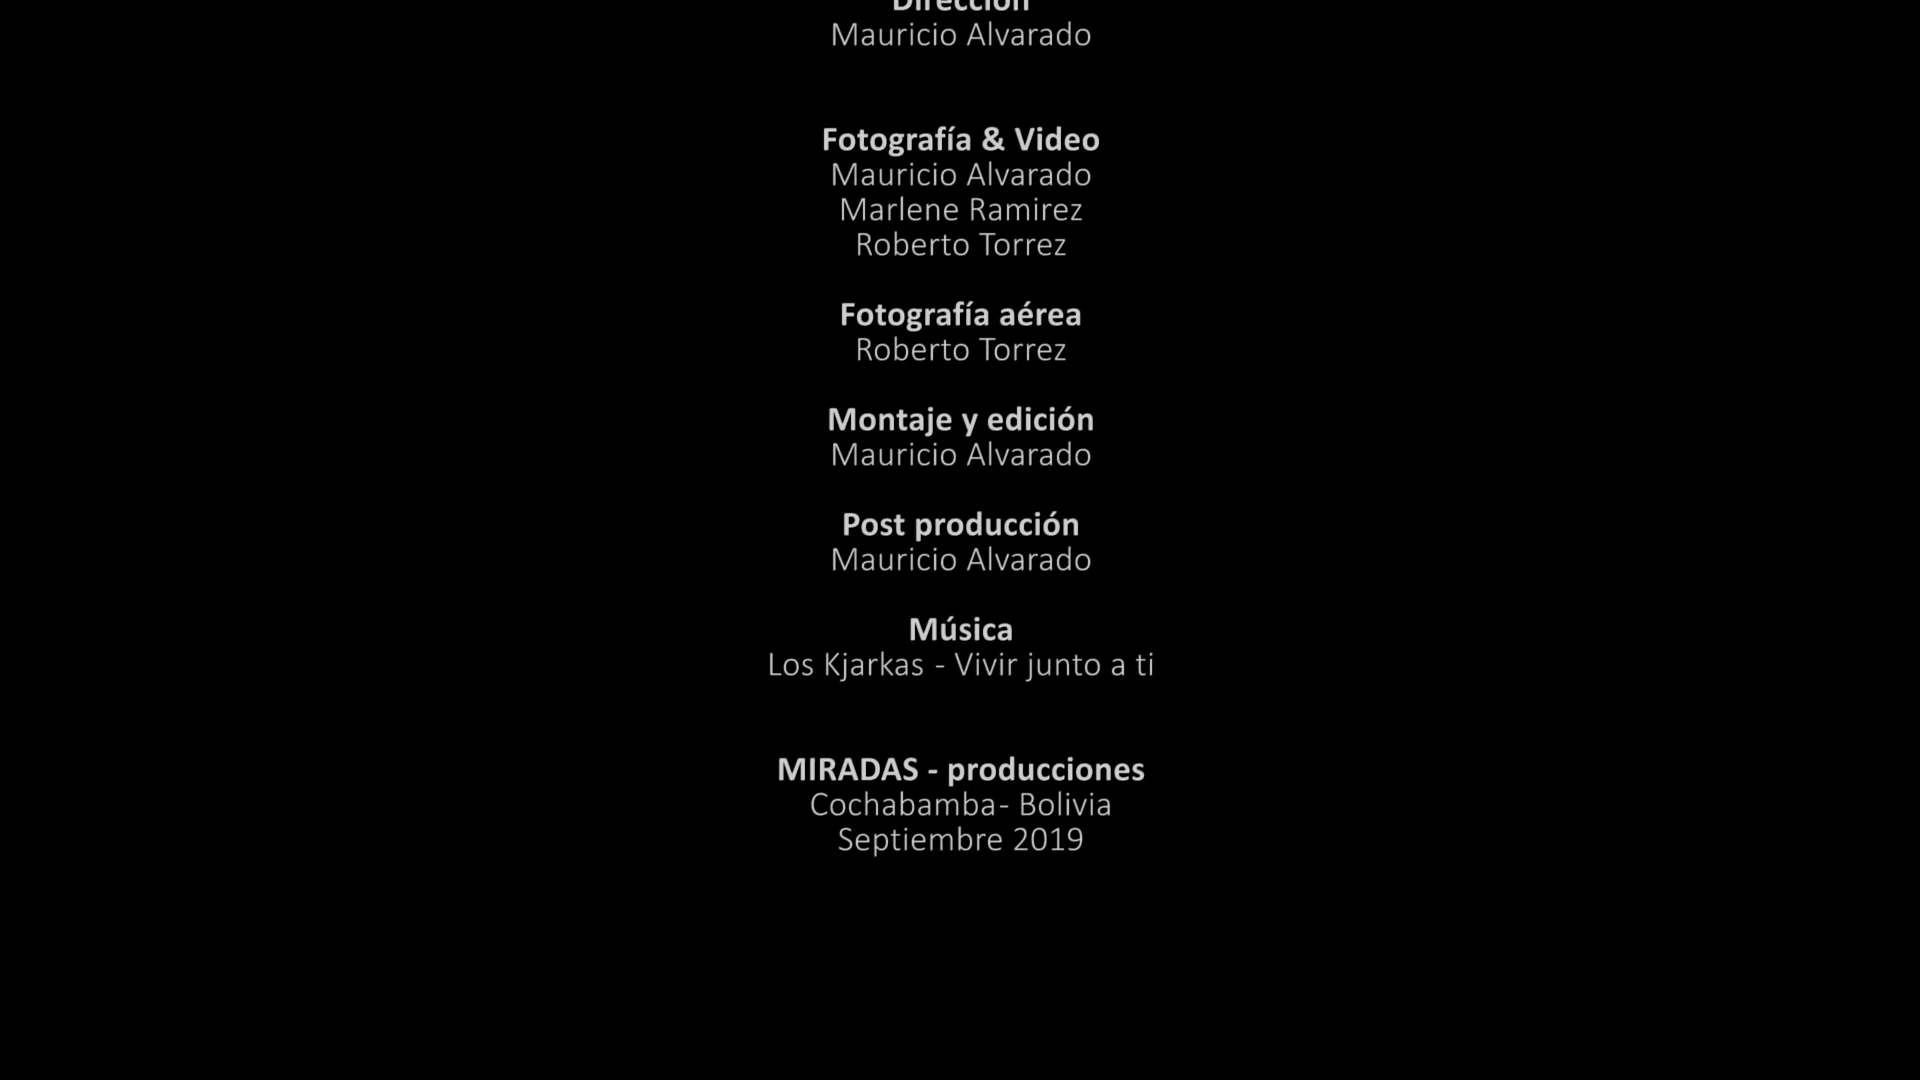 Dirección
Mauricio Alvarado
Fotografía & Video
Mauricio Alvarado
Marlene Ramirez
Roberto Torrez
Fotografía aérea
Roberto Torrez
Montaje y edición
Mauricio Alvarado
Post producción
Mauricio Alvarado
Música
Los Kjarkas - Vivir junto a ti
MIRADAS - producciones
Cochabamba- Bolivia
Septiembre 2019